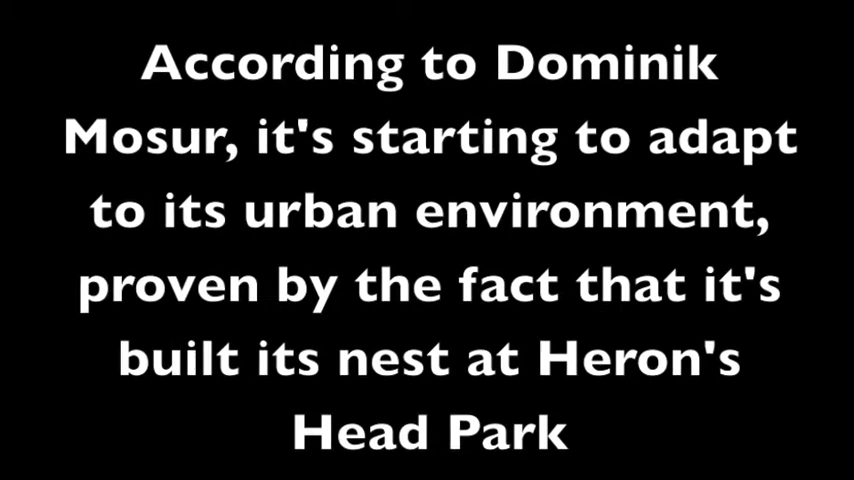 According to Dominik
Mosur, it's starting to adapt
to its urban environment,
proven by the fact that it's
built its nest at Heron's
Head Park